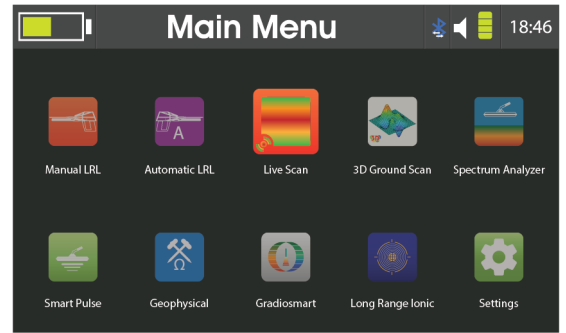 Main Menu
18:46
A
Manual LRL
Automatic LRL
Live Scan
3D Ground Scan
Spectrum Analyzer
Ω
Smart Pulse
Geophysical
Gradiosmart
Long Range Ionic
Settings